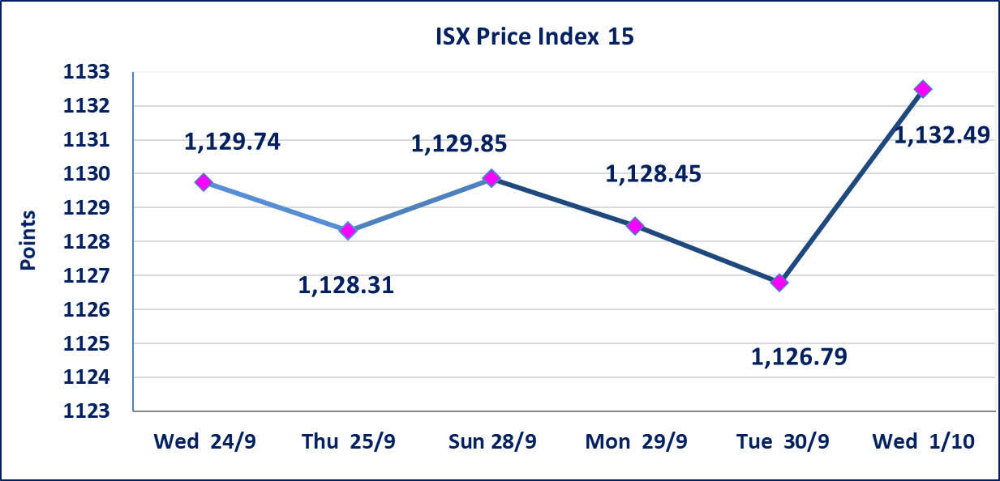 ISX Price Index 15
1133
1132
1131
1130
1129
1128
1127
1126
1125
1124
1123
Points
1,129.74
1,128.31
1,129.85
1,128.45
1,126.79
1,132.49
Wed 24/9
Thu 25/9
Sun 28/9
Mon 29/9
Tue 30/9
Wed 1/10